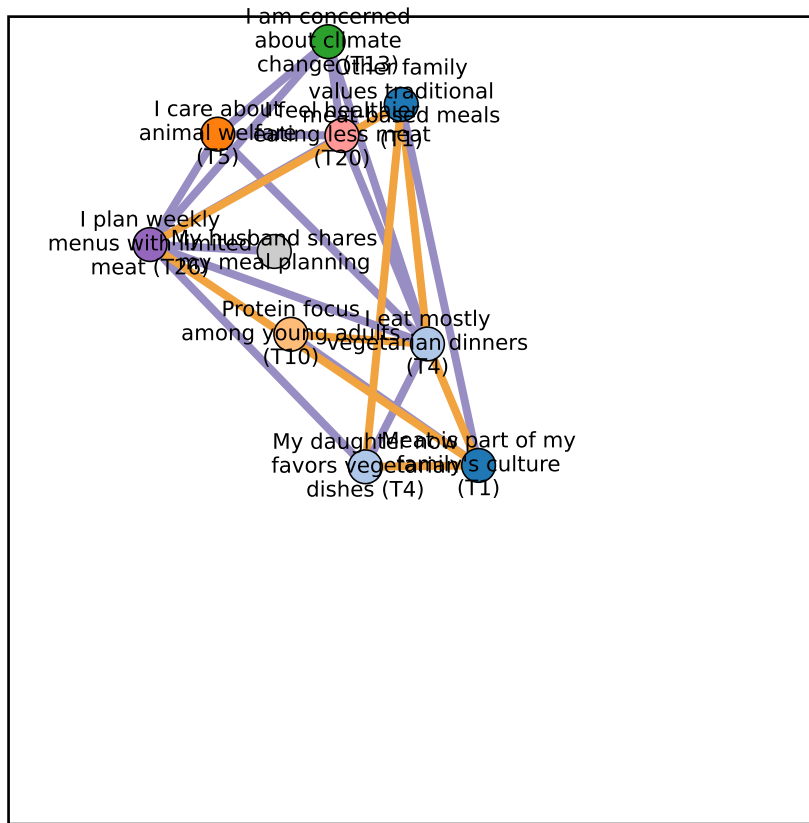 I am concerned
about climate
change (T13)
Other family
values traditional
meat-based meals
(T1)
I care about
animal welfare
(T5)
I feel healthier
eating less meat
(T20)
I plan weekly
menus with limited
meat (T26)
My husband shares
my meal planning
Protein focus
among young adults
(T10)
I eat mostly
vegetarian dinners
(T4)
My daughter now
favors vegetarian
dishes (T4)
Meat is part of my
family's culture
(T1)